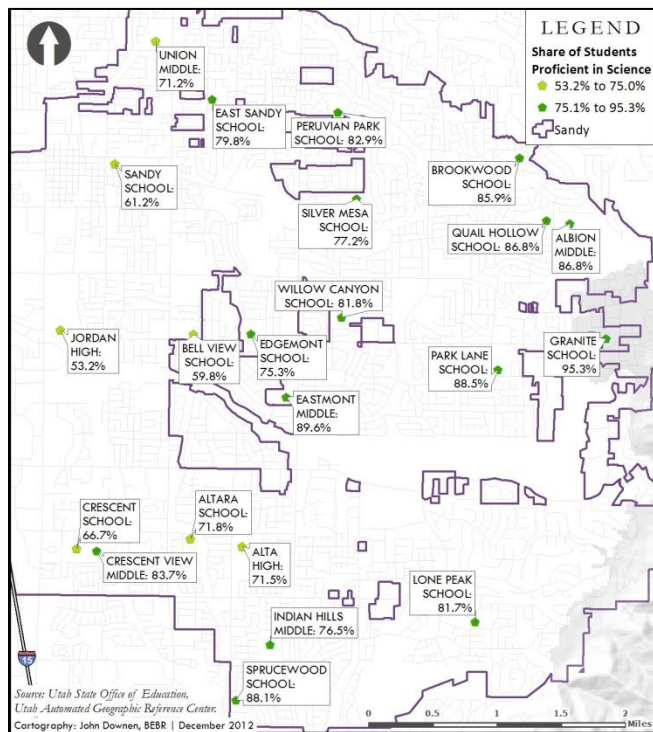 LEGEND
Share of Students
Proficient in Science
53.2% to 75.0%
75.1% to 95.3%
Sandy
UNION
MIDDLE:
71.2%
EAST SANDY
SCHOOL:
79.8%
PERUVIAN PARK
SCHOOL: 82.9%
SANDY
SCHOOL:
61.2%
BROOKWOOD
SCHOOL:
85.9%
SILVER MESA
SCHOOL:
77.2%
QUAIL HOLLOW
SCHOOL: 86.8%
ALBION
MIDDLE:
86.8%
WILLOW CANYON
SCHOOL: 81.8%
JORDAN
HIGH:
53.2%
BELL VIEW
SCHOOL:
59.8%
EDGEMONT
SCHOOL:
75.3%
PARK LANE
SCHOOL:
88.5%
GRANITE
SCHOOL:
95.3%
EASTMONT
MIDDLE:
89.6%
CRESCENT
SCHOOL:
66.7%
CRESCENT VIEW
MIDDLE: 83.7%
ALTARA
SCHOOL:
71.8%
ALTA
HIGH:
71.5%
LONE PEAK
SCHOOL:
81.7%
INDIAN HILLS
MIDDLE: 76.5%
SPRUCEWOOD
SCHOOL:
88.1%
15
Source: Utah State Office of Education,
Utah Automated Geographic Reference Center.
Cartography: John Downen, BEBR | December 2012
0 0.5 1 1.5 2
Miles